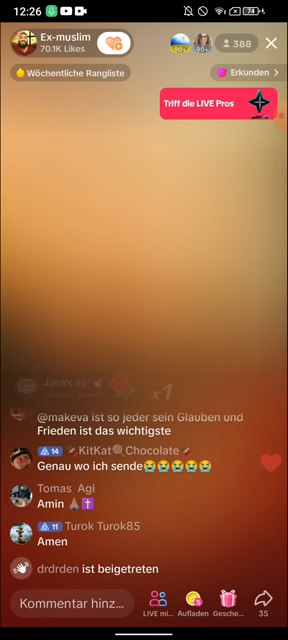 12:26
74
Ex-muslim
70.1K Likes
90+
90+
388
Wöchentliche Rangliste
Erkunden >
Triff die LIVE Pros
x1
@makeva ist so jeder sein Glauben und
Frieden ist das wichtigste
14 KitKat🍭Chocolate🍫
Genau wo ich sende😭😭😭😭😭
Tomas Agi
Amin 🙏🏽✝️
11 Turok Turok85
Amen
drdrden ist beigetreten
Kommentar hinz...
LIVE mi...
Aufladen
Gesche...
35